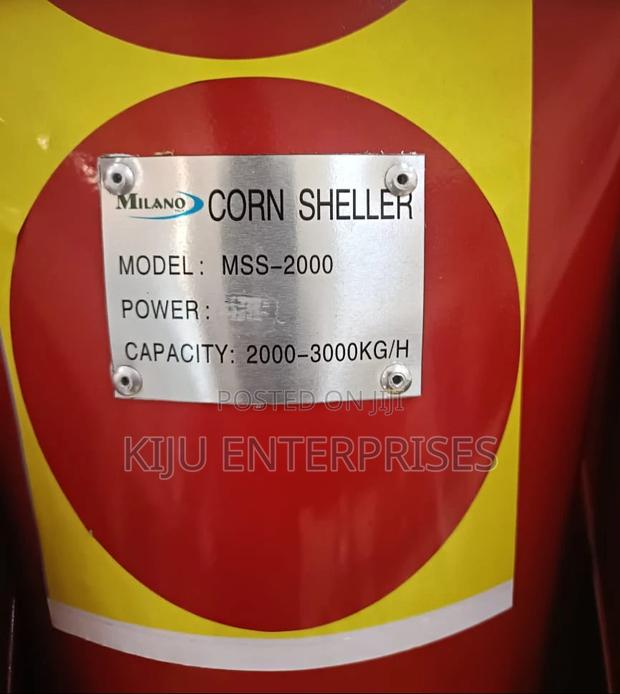 MILANO CORN SHELLER
MODEL: MSS-2000
POWER:
CAPACITY: 2000-3000KG/H
POSTED ON JIJI
KIJU ENTERPRISES